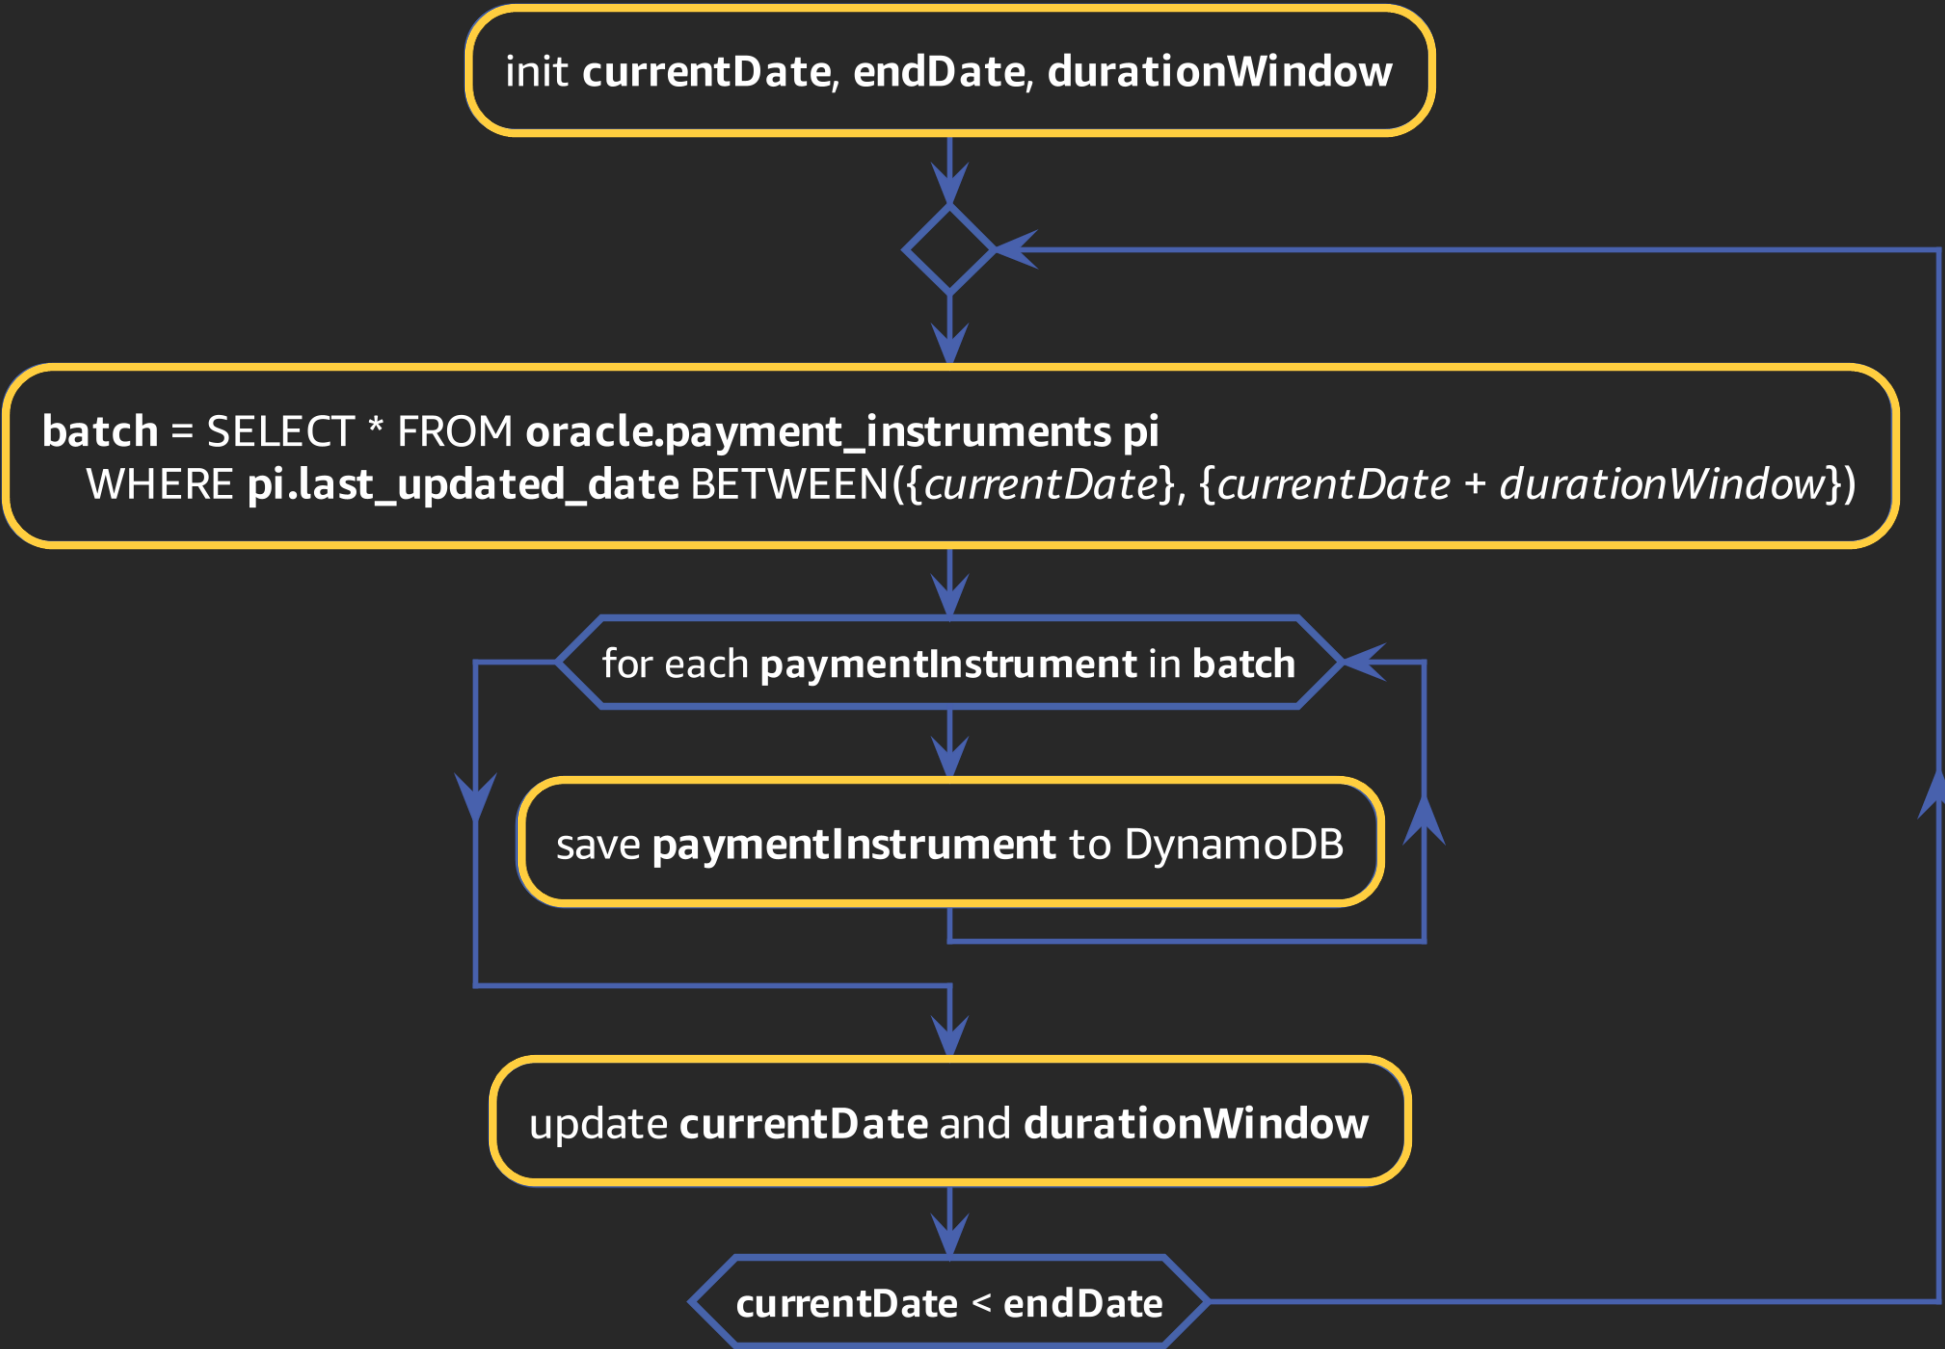 init currentDate, endDate, durationWindow
batch = SELECT * FROM oracle.payment_instruments pi
WHERE pi.last_updated_date BETWEEN({currentDate}, {currentDate + durationWindow})
for each paymentInstrument in batch
save paymentInstrument to DynamoDB
update currentDate and durationWindow
currentDate < endDate